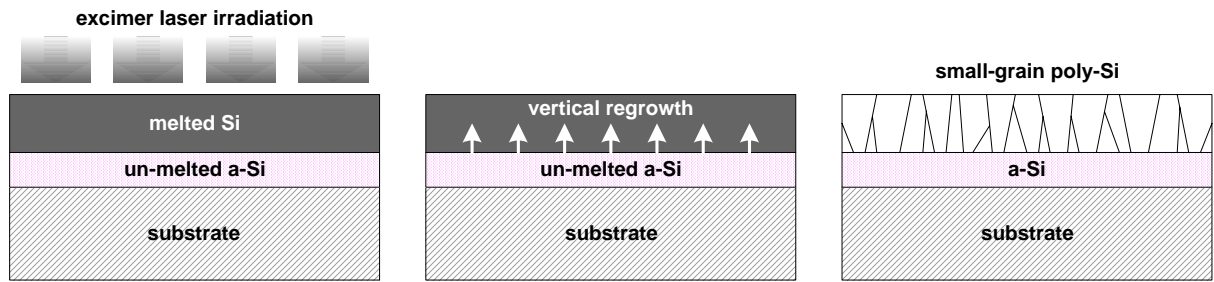 excimer laser irradiation
melted Si
un-melted a-Si
substrate
vertical regrowth
un-melted a-Si
substrate
small-grain poly-Si
a-Si
substrate